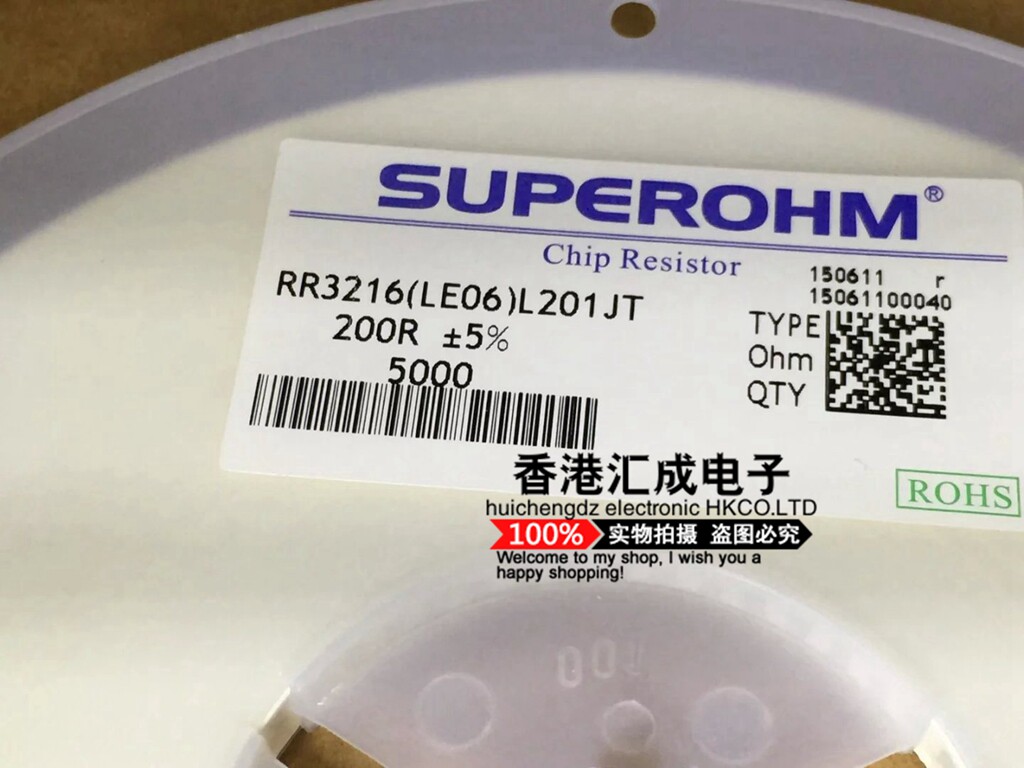 SUPEROHM®
Chip Resistor
150611 r
15061100040
RR3216(LE06)L201JT
TYPE
200R ±5%
Ohm
5000
QTY
香港汇成电子
huichengdz electronic HKCO.LTD
ROHS
100% 实物拍摄 盗图必究
Welcome to my shop, I wish you a
happy shopping!